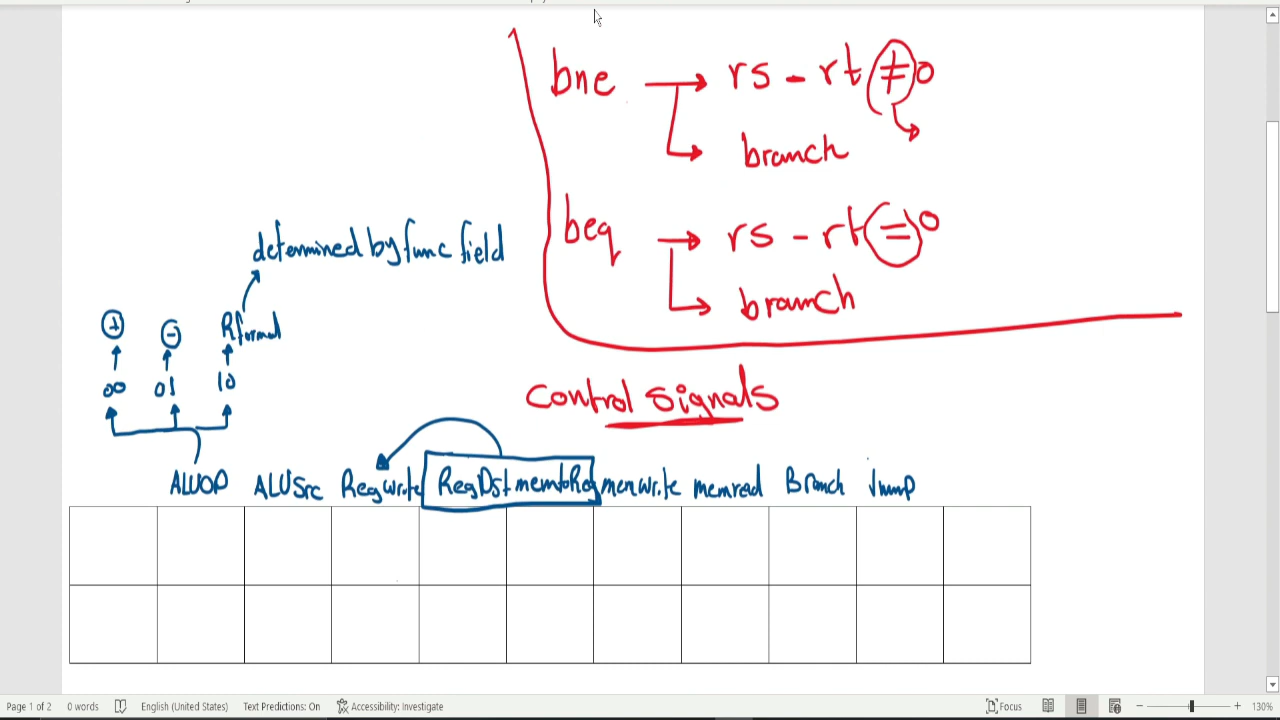 bne → rs - rt ≠ 0
branch
beq → rs - rt = 0
branch
determined by func field
+ - R format
00 01 10
control signals
ALUOP ALUSrc RegWrite RegDst memtoReg memWrite memread Branch Jump
Page 1 of 2 0 words English (United States) Text Predictions: On Accessibility: Investigate Focus 130%